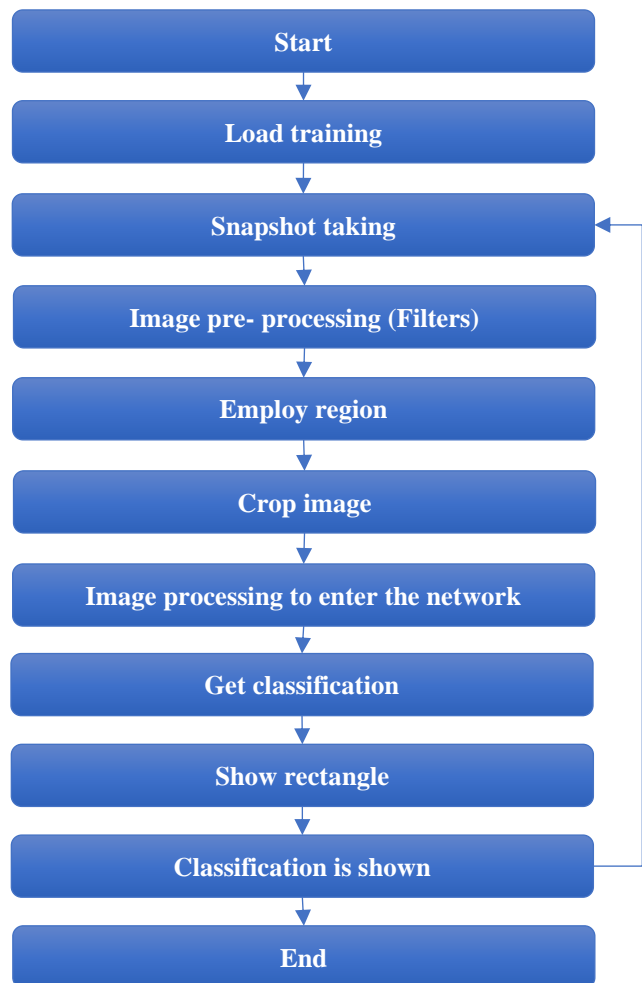 Start
Load training
Snapshot taking
Image pre- processing (Filters)
Employ region
Crop image
Image processing to enter the network
Get classification
Show rectangle
Classification is shown
End